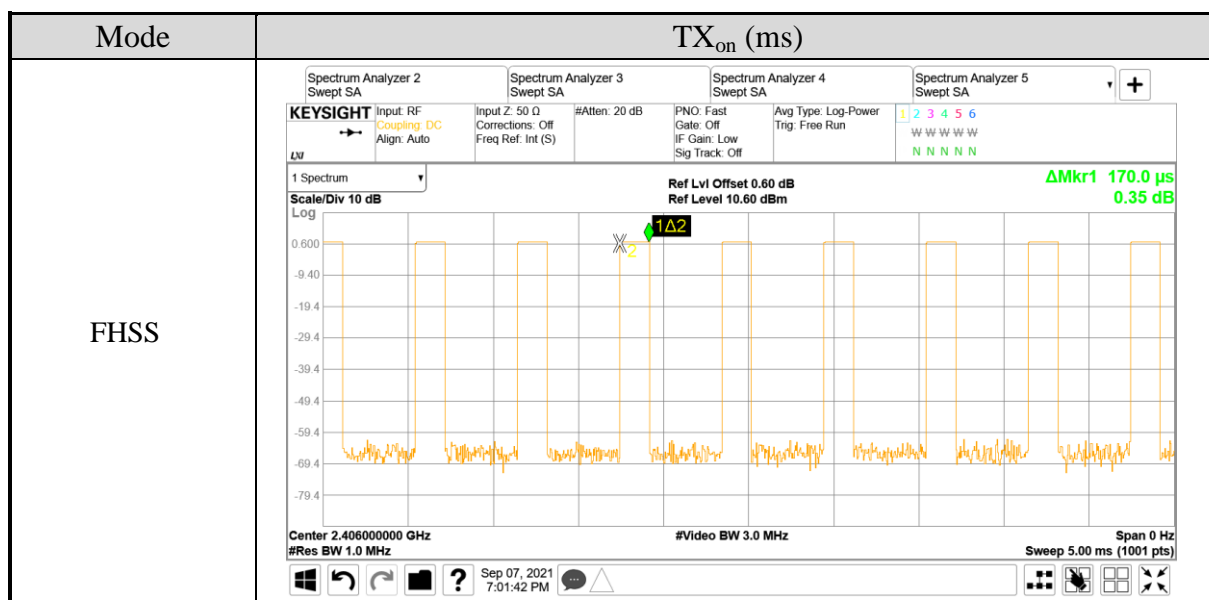 Mode TXon (ms)
FHSS
Spectrum Analyzer 2
Swept SA
Spectrum Analyzer 3
Swept SA
Spectrum Analyzer 4
Swept SA
Spectrum Analyzer 5
Swept SA
KEYSIGHT
LXI
Input: RF
Coupling: DC
Align: Auto
Input Z: 50 Ω
Corrections: Off
Freq Ref: Int (S)
#Atten: 20 dB
PNO: Fast
Gate: Off
IF Gain: Low
Sig Track: Off
Avg Type: Log-Power
Trig: Free Run
1 2 3 4 5 6
W W W W W
N N N N N
1 Spectrum
Scale/Div 10 dB
Log
Ref Lvl Offset 0.60 dB
Ref Level 10.60 dBm
ΔMkr1 170.0 µs
0.35 dB
1Δ2
2
0.600
-9.40
-19.4
-29.4
-39.4
-49.4
-59.4
-69.4
-79.4
Center 2.406000000 GHz
#Res BW 1.0 MHz
#Video BW 3.0 MHz
Span 0 Hz
Sweep 5.00 ms (1001 pts)
?
Sep 07, 2021
7:01:42 PM